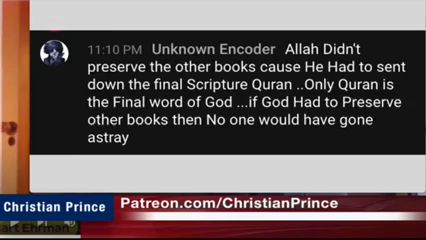 11:10 PM Unknown Encoder Allah Didn't
preserve the other books cause He Had to sent
down the final Scripture Quran ..Only Quran is
the Final word of God ...if God Had to Preserve
other books then No one would have gone
astray
Christian Prince
Patreon.com/ChristianPrince
art Ehrman